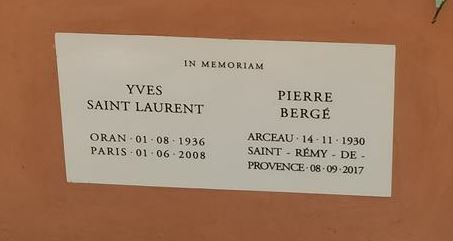 IN MEMORIAM
YVES
SAINT LAURENT
ORAN · 01 · 08 · 1936
PARIS · 01 · 06 · 2008
PIERRE
BERGÉ
ARCEAU · 14 · 11 · 1930
SAINT - RÉMY - DE -
PROVENCE · 08 · 09 · 2017